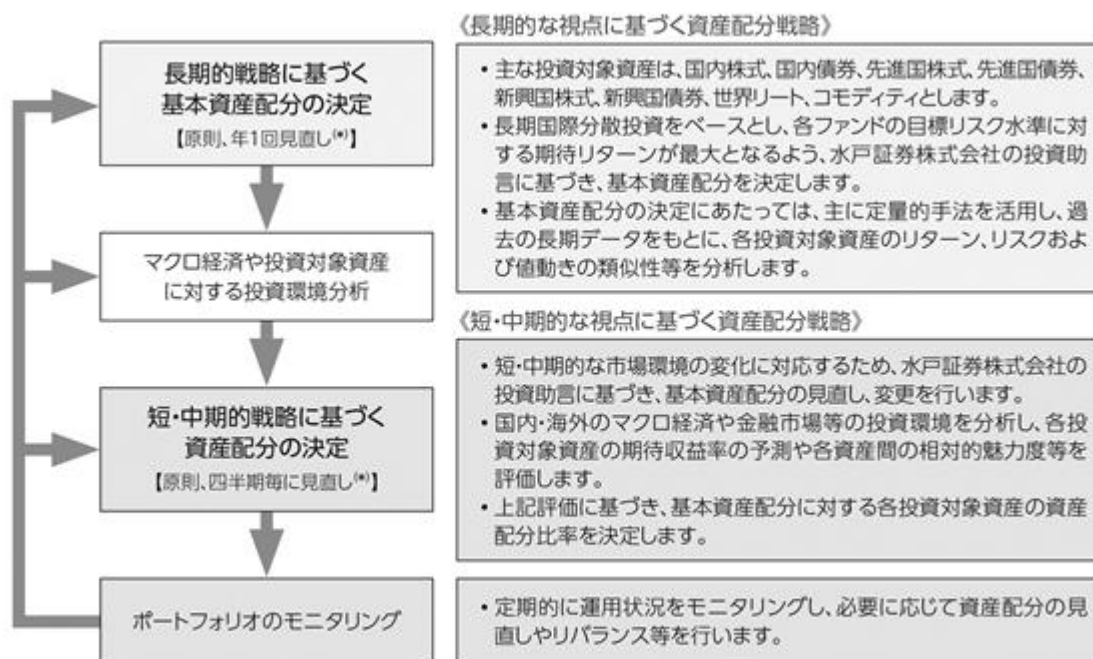 長期的戦略に基づく
基本資産配分の決定
【原則、年1回見直し(*)】
マクロ経済や投資対象資産
に対する投資環境分析
短・中期的戦略に基づく
資産配分の決定
【原則、四半期毎に見直し(*)】
ポートフォリオのモニタリング
《長期的な視点に基づく資産配分戦略》
・主な投資対象資産は、国内株式、国内債券、先進国株式、先進国債券、
新興国株式、新興国債券、世界リート、コモディティとします。
・長期国際分散投資をベースとし、各ファンドの目標リスク水準に対
する期待リターンが最大となるよう、水戸証券株式会社の投資助
言に基づき、基本資産配分を決定します。
・基本資産配分の決定にあたっては、主に定量的手法を活用し、過
去の長期データをもとに、各投資対象資産のリターン、リスクおよ
び値動きの類似性等を分析します。
《短・中期的な視点に基づく資産配分戦略》
・短・中期的な市場環境の変化に対応するため、水戸証券株式会社の
投資助言に基づき、基本資産配分の見直し、変更を行います。
・国内・海外のマクロ経済や金融市場等の投資環境を分析し、各投
資対象資産の期待収益率の予測や各資産間の相対的魅力度等を
評価します。
・上記評価に基づき、基本資産配分に対する各投資対象資産の資産
配分比率を決定します。
・定期的に運用状況をモニタリングし、必要に応じて資産配分の見
直しやリバランス等を行います。